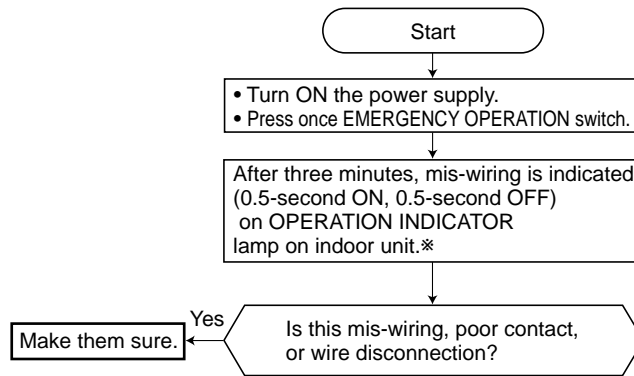 Start
• Turn ON the power supply.
• Press once EMERGENCY OPERATION switch.
After three minutes, mis-wiring is indicated
(0.5-second ON, 0.5-second OFF)
on OPERATION INDICATOR
lamp on indoor unit.※
Is this mis-wiring, poor contact,
or wire disconnection?
Yes
Make them sure.